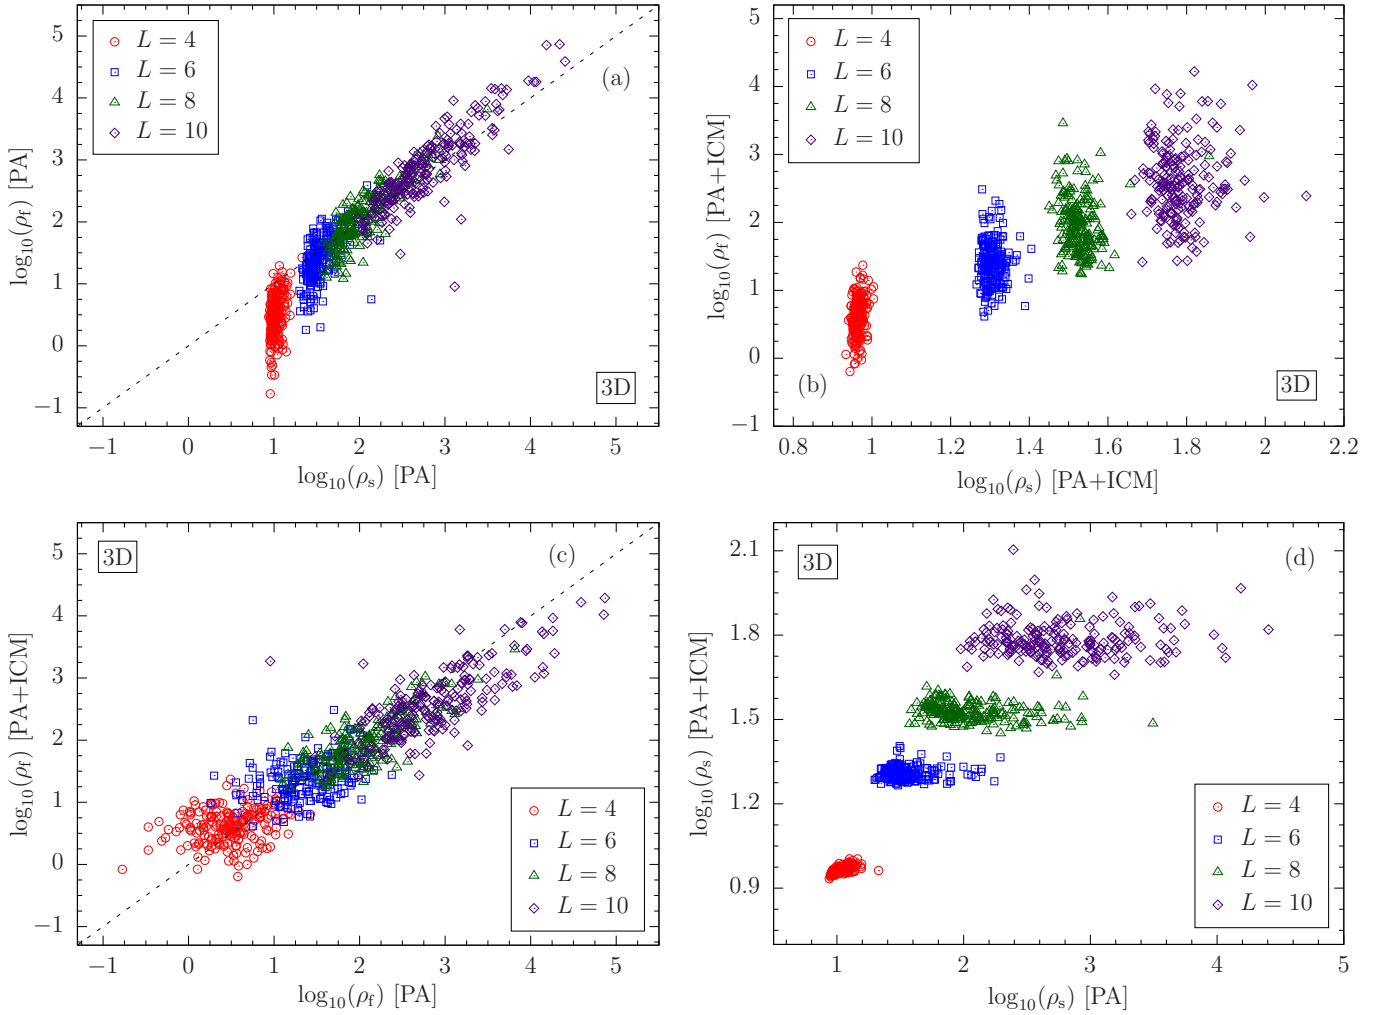 5
4
3
2
1
0
−1
log₁₀(ρf) [PA]
L = 4
L = 6
L = 8
L = 10
(a)
3D
−1 0 1 2 3 4 5
log₁₀(ρs) [PA]
5
4
3
2
1
0
−1
log₁₀(ρf) [PA+ICM]
L = 4
L = 6
L = 8
L = 10
(b)
3D
0.8 1 1.2 1.4 1.6 1.8 2 2.2
log₁₀(ρs) [PA+ICM]
5
4
3
2
1
0
−1
log₁₀(ρf) [PA+ICM]
3D
(c)
L = 4
L = 6
L = 8
L = 10
−1 0 1 2 3 4 5
log₁₀(ρf) [PA]
2.1
1.8
1.5
1.2
0.9
log₁₀(ρs) [PA+ICM]
3D
(d)
L = 4
L = 6
L = 8
L = 10
1 2 3 4 5
log₁₀(ρs) [PA]